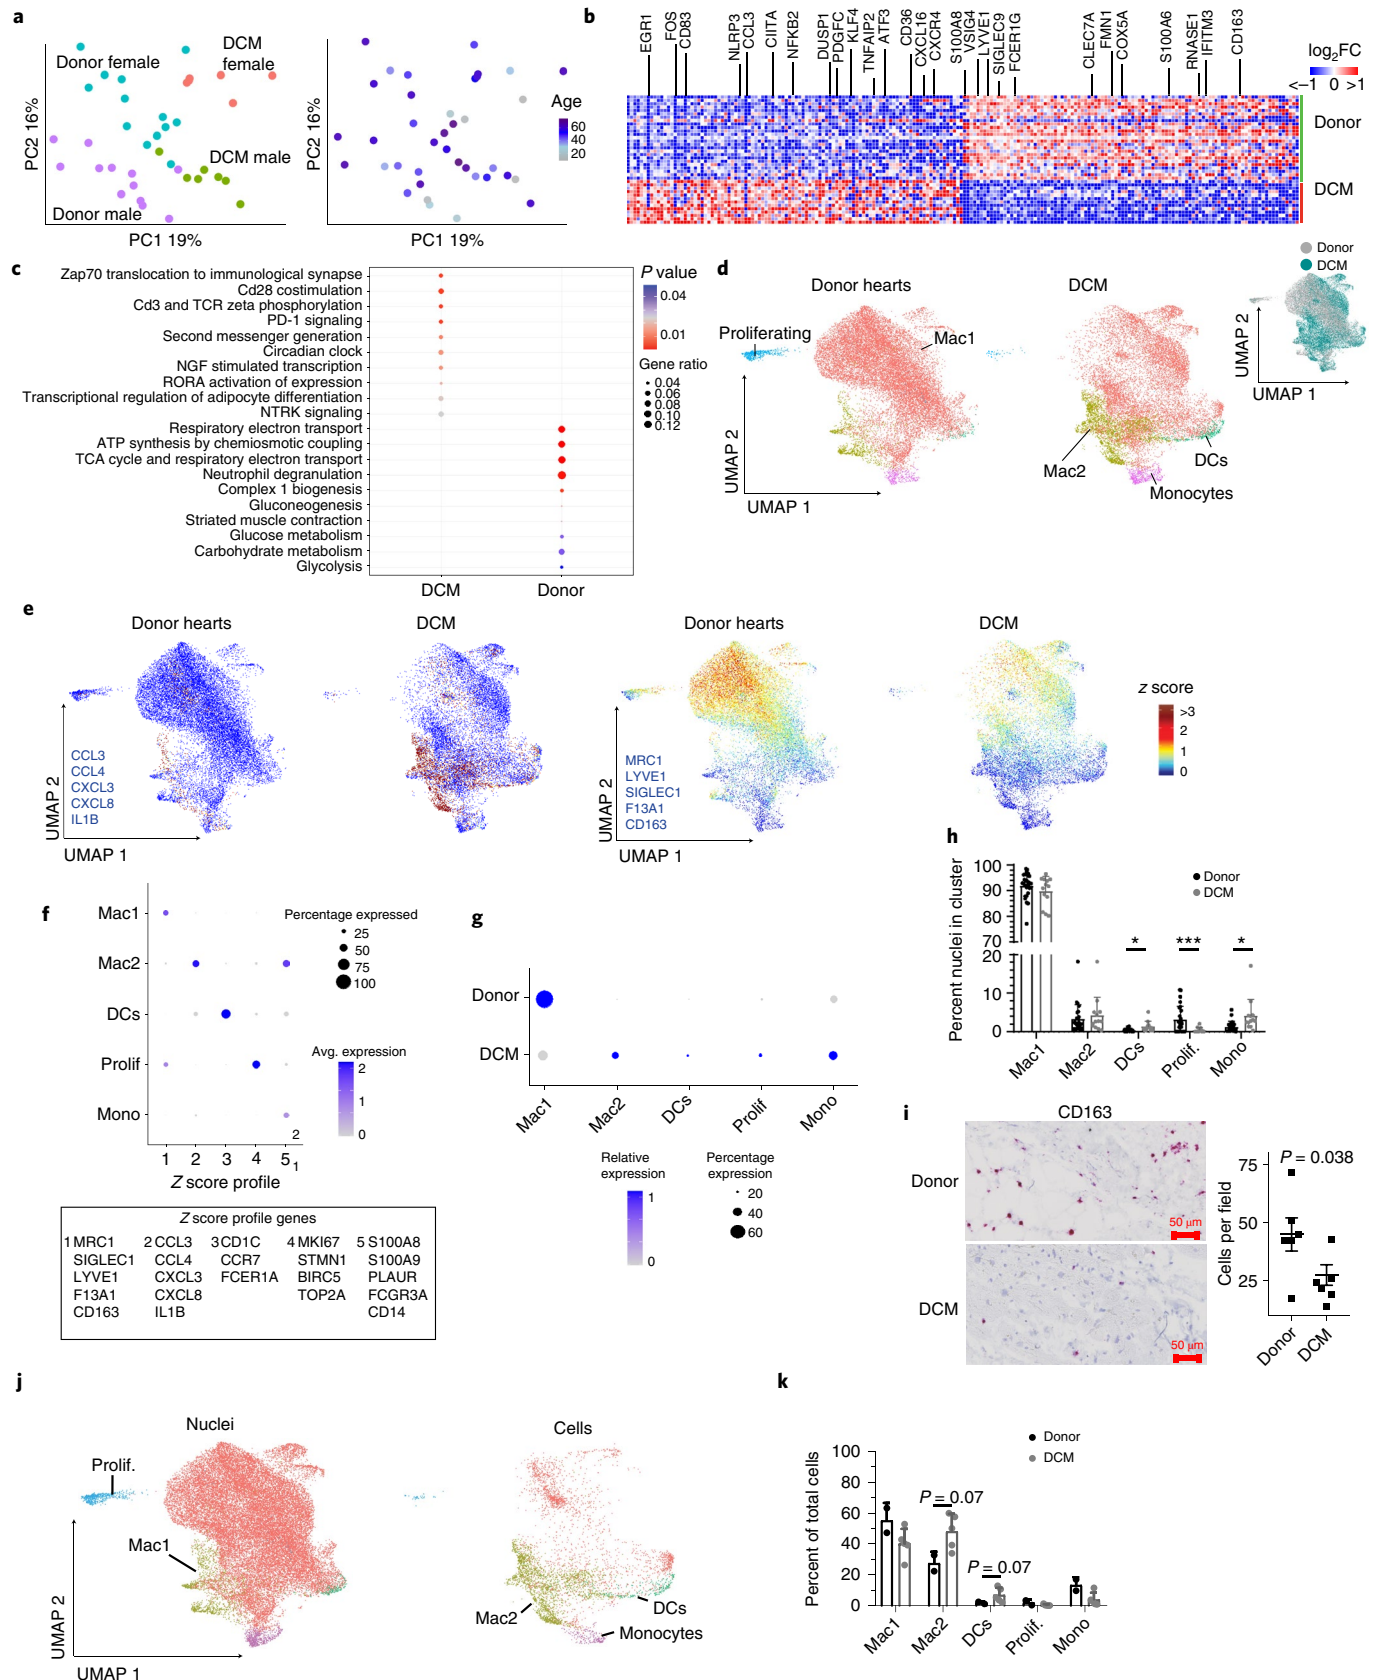 a
Donor female
DCM
female
DCM male
Donor male
PC2 16%
PC1 19%
PC2 16%
PC1 19%
Age
60
40
20
b
EGR1
FOS
CD83
NLRP3
CCL3
CIITA
NFKB2
DUSP1
PDGFC
KLF4
TNFAIP2
ATF3
CD36
CXCL16
CXCR4
S100A8
VSIG4
LYVE1
SIGLEC9
FCER1G
CLEC7A
FMN1
COX5A
S100A6
RNASE1
IFITM3
CD163
log2FC
<−1 0 >1
Donor
DCM
c
Zap70 translocation to immunological synapse
Cd28 costimulation
Cd3 and TCR zeta phosphorylation
PD-1 signaling
Second messenger generation
Circadian clock
NGF stimulated transcription
RORA activation of expression
Transcriptional regulation of adipocyte differentiation
NTRK signaling
Respiratory electron transport
ATP synthesis by chemiosmotic coupling
TCA cycle and respiratory electron transport
Neutrophil degranulation
Complex 1 biogenesis
Gluconeogenesis
Striated muscle contraction
Glucose metabolism
Carbohydrate metabolism
Glycolysis
DCM
Donor
P value
0.04
0.01
Gene ratio
0.04
0.06
0.08
0.10
0.12
d
Donor hearts
DCM
Proliferating
Mac1
Mac2
DCs
Monocytes
UMAP 2
UMAP 1
Donor
DCM
UMAP 2
UMAP 1
e
Donor hearts
DCM
Donor hearts
DCM
CCL3
CCL4
CXCL3
CXCL8
IL1B
UMAP 2
UMAP 1
MRC1
LYVE1
SIGLEC1
F13A1
CD163
UMAP 2
UMAP 1
z score
>3
2
1
0
f
Mac1
Mac2
DCs
Prolif
Mono
1 2 3 4 5
2
1
Z score profile
Percentage expressed
25
50
75
100
Avg. expression
2
1
0
Z score profile genes
1 MRC1 2 CCL3 3 CD1C 4 MKI67 5 S100A8
SIGLEC1 CCL4 CCR7 STMN1 S100A9
LYVE1 CXCL3 FCER1A BIRC5 PLAUR
F13A1 CXCL8 TOP2A FCGR3A
CD163 IL1B CD14
g
Donor
DCM
Mac1
Mac2
DCs
Prolif
Mono
Relative
expression
1
0
Percentage
expression
20
40
60
h
Percent nuclei in cluster
100
90
80
70
20
10
0
Donor
DCM
*
***
*
Mac1
Mac2
DCs
Prolif.
Mono
i
CD163
Donor
50 μm
DCM
50 μm
Cells per field
75
50
25
P = 0.038
Donor
DCM
j
Nuclei
Cells
Prolif.
Mac1
Mac2
DCs
Monocytes
UMAP 2
UMAP 1
k
Percent of total cells
100
80
60
40
20
0
Donor
DCM
P = 0.07
P = 0.07
Mac1
Mac2
DCs
Prolif.
Mono